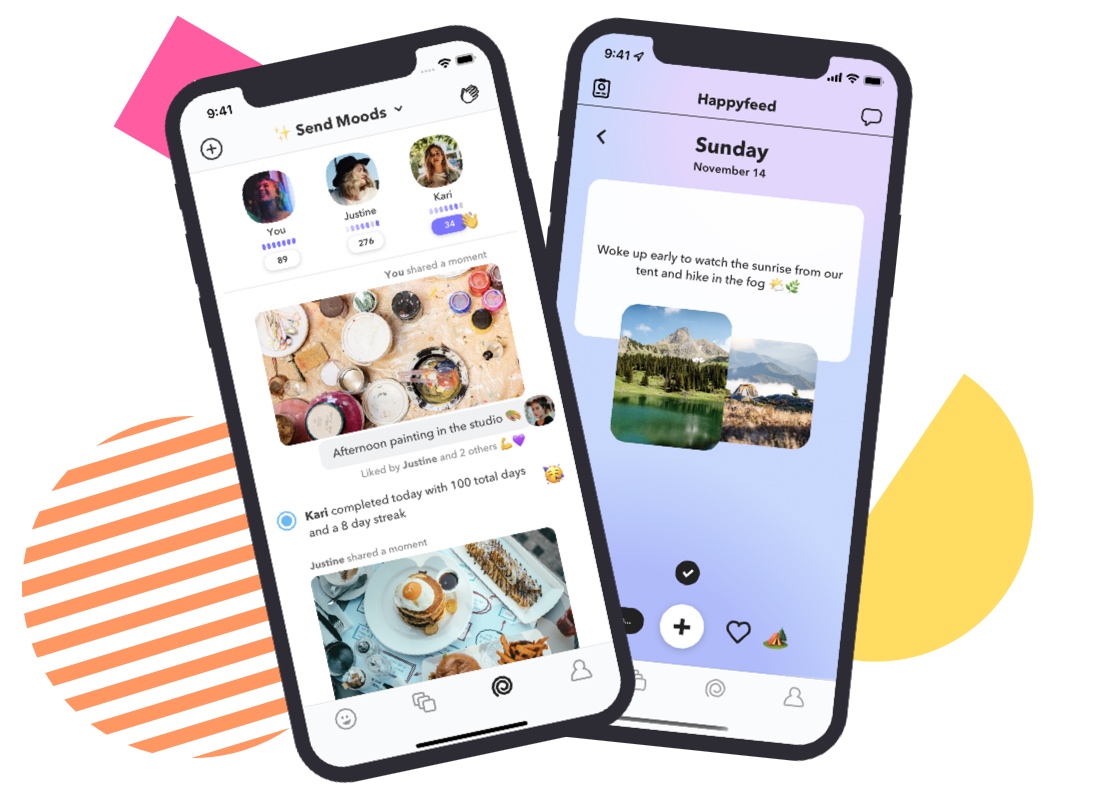 9:41
✨ Send Moods
You
Justine
Kari
89
276
34 👋
You shared a moment
Afternoon painting in the studio 🎨
Liked by Justine and 2 others 💪💜
Kari completed today with 100 total days
and a 8 day streak
🥳
Justine shared a moment
9:41
Happyfeed
Sunday
November 14
Woke up early to watch the sunrise from our
tent and hike in the fog 🌤️🌿